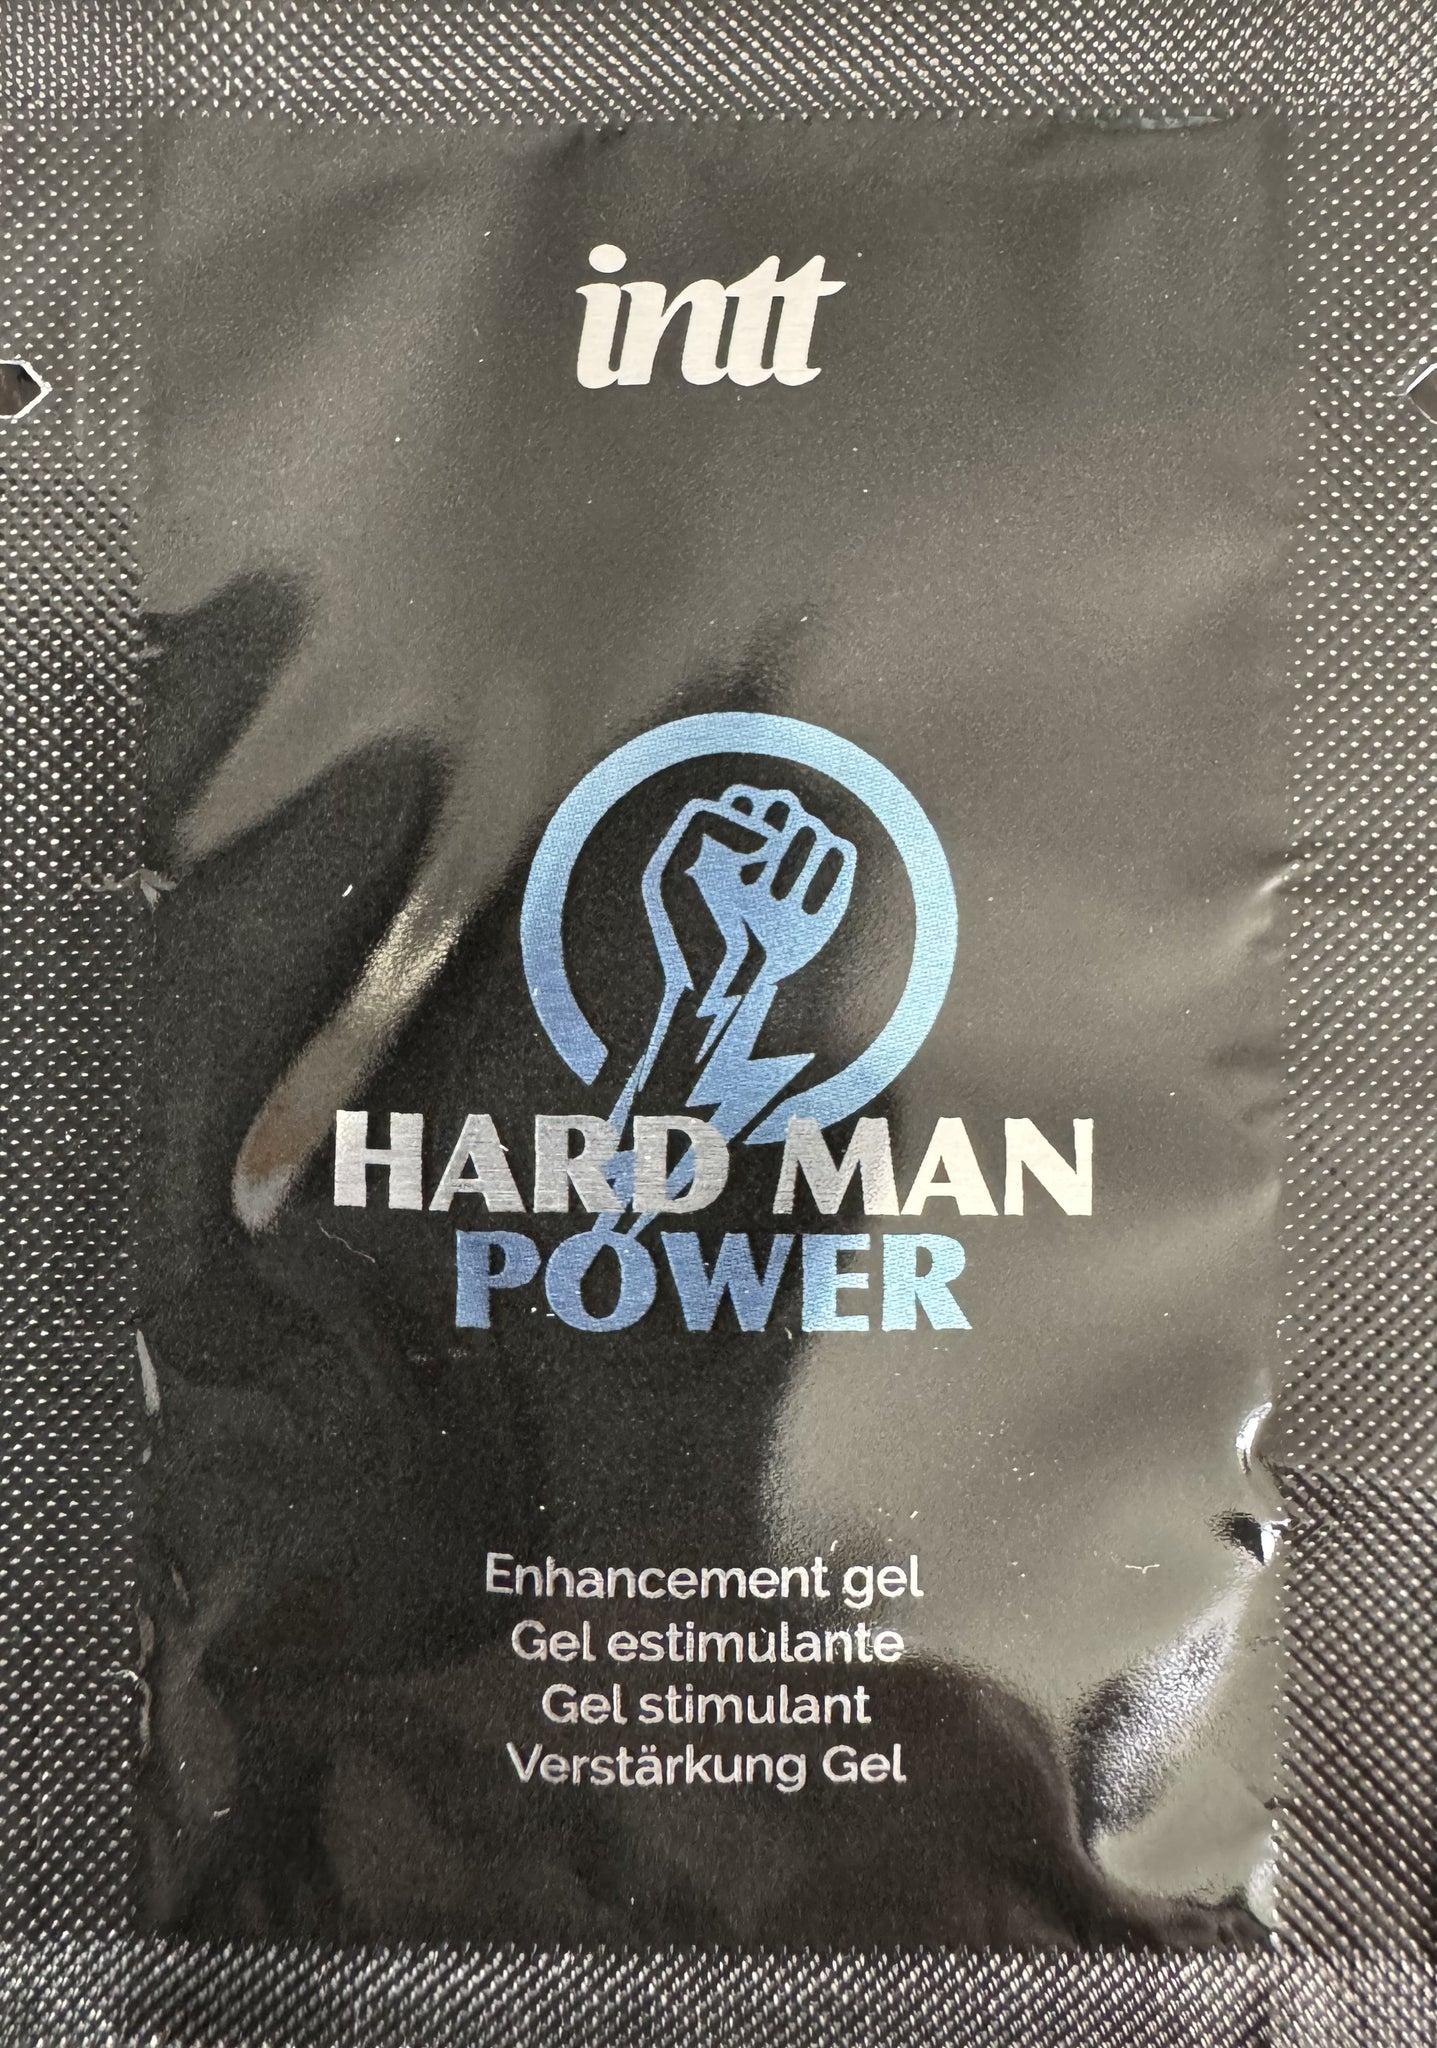 intt
HARD MAN
POWER
Enhancement gel
Gel estimulante
Gel stimulant
Verstärkung Gel